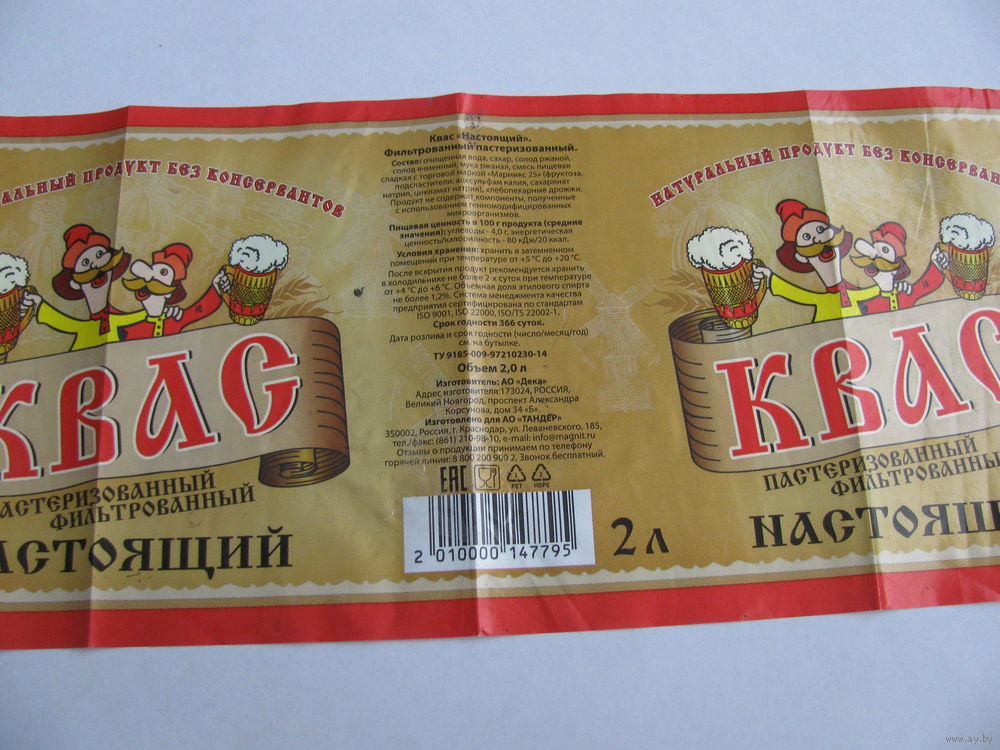 НАТУРАЛЬНЫЙ ПРОДУКТ БЕЗ КОНСЕРВАНТОВ
КВАС
ПАСТЕРИЗОВАННЫЙ
ФИЛЬТРОВАННЫЙ
НАСТОЯЩИЙ
Квас «Настоящий».
Фильтрованный пастеризованный.
Состав: очищенная вода, сахар, солод ржаной,
солод ячменный, мука ржаная, смесь пищевая
сладкая с торговой маркой «Мармикс 25» (фруктоза,
подсластители: ацесульфам калия, сахаринат
натрия, цикламат натрия), хлебопекарные дрожжи.
Продукт не содержит компоненты, полученные
с использованием генномодифицированных
микроорганизмов.
Пищевая ценность в 100 г продукта (средние
значения): углеводы - 4,0 г, энергетическая
ценность/калорийность - 80 кДж/20 ккал.
Условия хранения: хранить в затемненном
помещении при температуре от +5 °С до +20 °С.
После вскрытия продукт рекомендуется хранить
в холодильнике не более 2-х суток при температуре
от +4°С до +6°С. Объемная доля этилового спирта
не более 1,2%. Система менеджмента качества
предприятия сертифицирована по стандартам
ISO 9001, ISO 22000, ISO/TS 22002-1.
Срок годности 366 суток.
Дата розлива и срок годности (число/месяц/год)
см. на бутылке.
ТУ 9185-009-97210230-14
Объем 2,0 л
Изготовитель: АО «Дека»
Адрес изготовителя:173024, РОССИЯ,
Великий Новгород, проспект Александра
Корсунова, дом 34 «Б».
Изготовлено для АО «ТАНДЕР»
350002, Россия, г. Краснодар, ул. Леваневского, 185,
тел./факс: (861) 210-98-10, e-mail: info@magnit.ru
Отзывы о продукции принимаем по телефону
горячей линии: 8 800 200 900 2. Звонок бесплатный.
EAC PET HDPE
2 010000 147795
2 л
НАТУРАЛЬНЫЙ ПРОДУКТ БЕЗ КОНСЕРВАН
КВАС
ПАСТЕРИЗОВАННЫЙ
ФИЛЬТРОВАННЫ
НАСТОЯЩ
www.ay.by